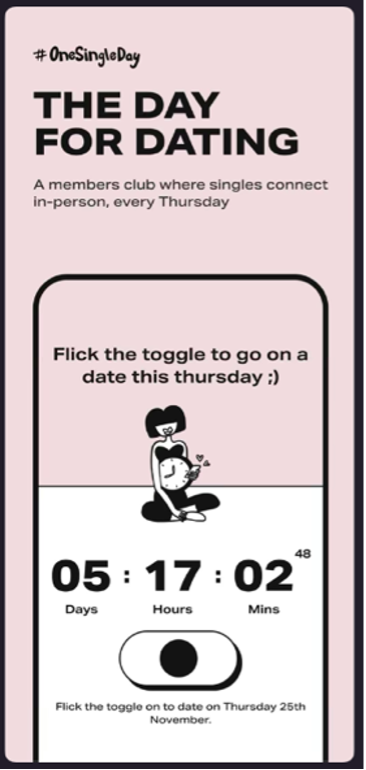 #OneSingleDay
THE DAY
FOR DATING
A members club where singles connect
in-person, every Thursday
Flick the toggle to go on a
date this thursday ;)
05 : 17 : 02 48
Days Hours Mins
Flick the toggle on to date on Thursday 25th
November.